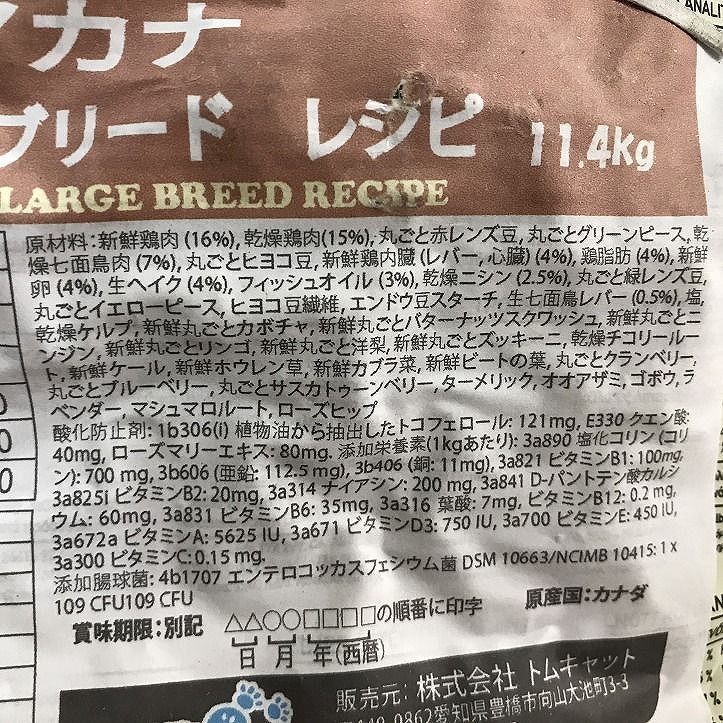 アカナ
ブリード レシピ 11.4kg
LARGE BREED RECIPE
原材料:新鮮鶏肉 (16%), 乾燥鶏肉(15%), 丸ごと赤レンズ豆, 丸ごとグリーンピース, 乾
燥七面鳥肉 (7%), 丸ごとヒヨコ豆, 新鮮鶏内臓 (レバー, 心臓) (4%), 鶏脂肪 (4%), 新鮮
卵 (4%), 生ヘイク (4%), フィッシュオイル (3%), 乾燥ニシン (2.5%), 丸ごと緑レンズ豆,
丸ごとイエローピース, ヒヨコ豆繊維, エンドウ豆スターチ, 生七面鳥レバー (0.5%), 塩,
乾燥ケルプ, 新鮮丸ごとカボチャ, 新鮮丸ごとバターナッツスクワッシュ, 新鮮丸ごとニ
ンジン, 新鮮丸ごとリンゴ, 新鮮丸ごと洋梨, 新鮮丸ごとズッキーニ, 乾燥チコリールー
ト, 新鮮ケール, 新鮮ホウレン草, 新鮮カブラ菜, 新鮮ビートの葉, 丸ごとクランベリー,
丸ごとブルーベリー, 丸ごとサスカトゥーンベリー, ターメリック, オオアザミ, ゴボウ, ラ
ベンダー, マシュマロルート, ローズヒップ
酸化防止剤: 1b306(i) 植物油から抽出したトコフェロール: 121mg, E330 クエン酸:
40mg, ローズマリーエキス: 80mg. 添加栄養素(1kgあたり): 3a890 塩化コリン (コリ
ン): 700 mg, 3b606 (亜鉛: 112.5 mg), 3b406 (銅: 11mg), 3a821 ビタミンB1: 100mg,
3a825i ビタミンB2: 20mg, 3a314 ナイアシン: 200 mg, 3a841 D-パントテン酸カルシ
ウム: 60mg, 3a831 ビタミンB6: 35mg, 3a316 葉酸: 7mg, ビタミンB12: 0.2 mg,
3a672a ビタミンA: 5625 IU, 3a671 ビタミンD3: 750 IU, 3a700 ビタミンE: 450 IU,
3a300 ビタミンC: 0.15 mg.
添加腸球菌: 4b1707 エンテロコッカスフェシウム菌 DSM 10663/NCIMB 10415: 1 x
109 CFU109 CFU
賞味期限:別記 △△○○□□□□の順番に印字 原産国:カナダ
日 月 年(西暦)
販売元: 株式会社 トムキャット
0862愛知県豊橋市向山大池町3-3